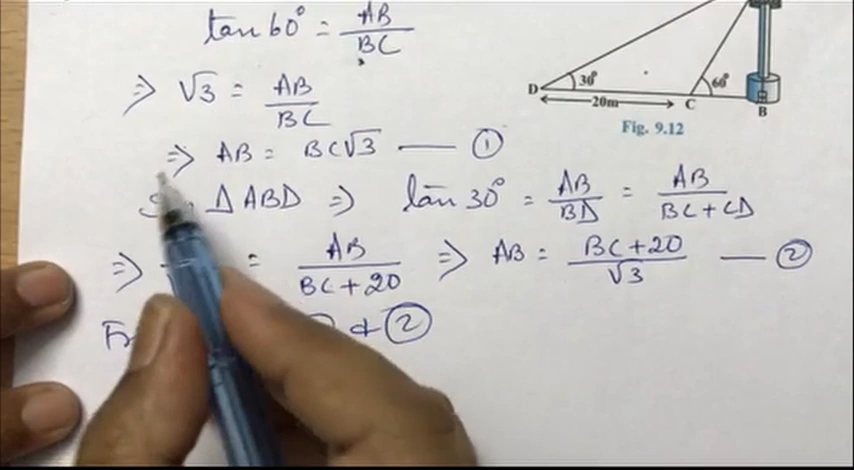 tan 60° = AB/BC
⇒ √3 = AB/BC
⇒ AB = BC√3 —— ①
Δ ABD ⇒ tan 30° = AB/BD = AB/(BC + CD)
⇒ = AB/(BC + 20) ⇒ AB = (BC + 20)/√3 —— ②
& ②
30°
60°
D
20m
C
B
Fig. 9.12